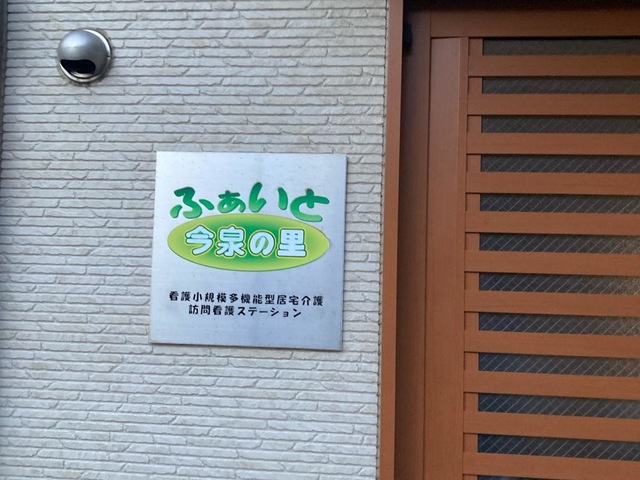 ふぁいと
今泉の里
看護小規模多機能型居宅介護
訪問看護ステーション